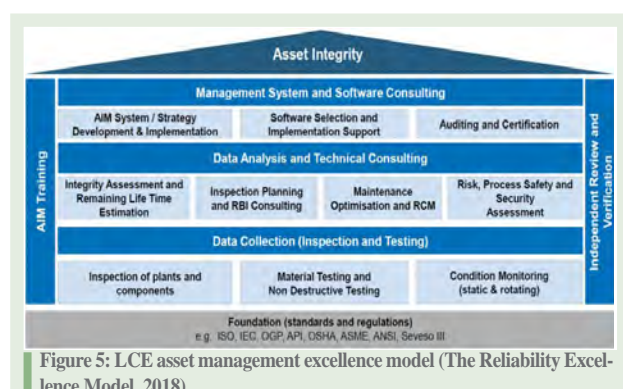 Asset Integrity
Management System and Software Consulting
AIM System / Strategy
Development & Implementation
Software Selection and
Implementation Support
Auditing and Certification
Data Analysis and Technical Consulting
Integrity Assessment and
Remaining Life Time
Estimation
Inspection Planning
and RBI Consulting
Maintenance
Optimisation and RCM
Risk, Process Safety and
Security
Assessment
Data Collection (Inspection and Testing)
Inspection of plants and
components
Material Testing and
Non Destructive Testing
Condition Monitoring
(static & rotating)
AIM Training
Independent Review and
Verification
Foundation (standards and regulations)
e.g. ISO, IEC, OGP, API, OSHA, ASME, ANSI, Seveso III
Figure 5: LCE asset management excellence model (The Reliability Excel-
lence Model, 2018)